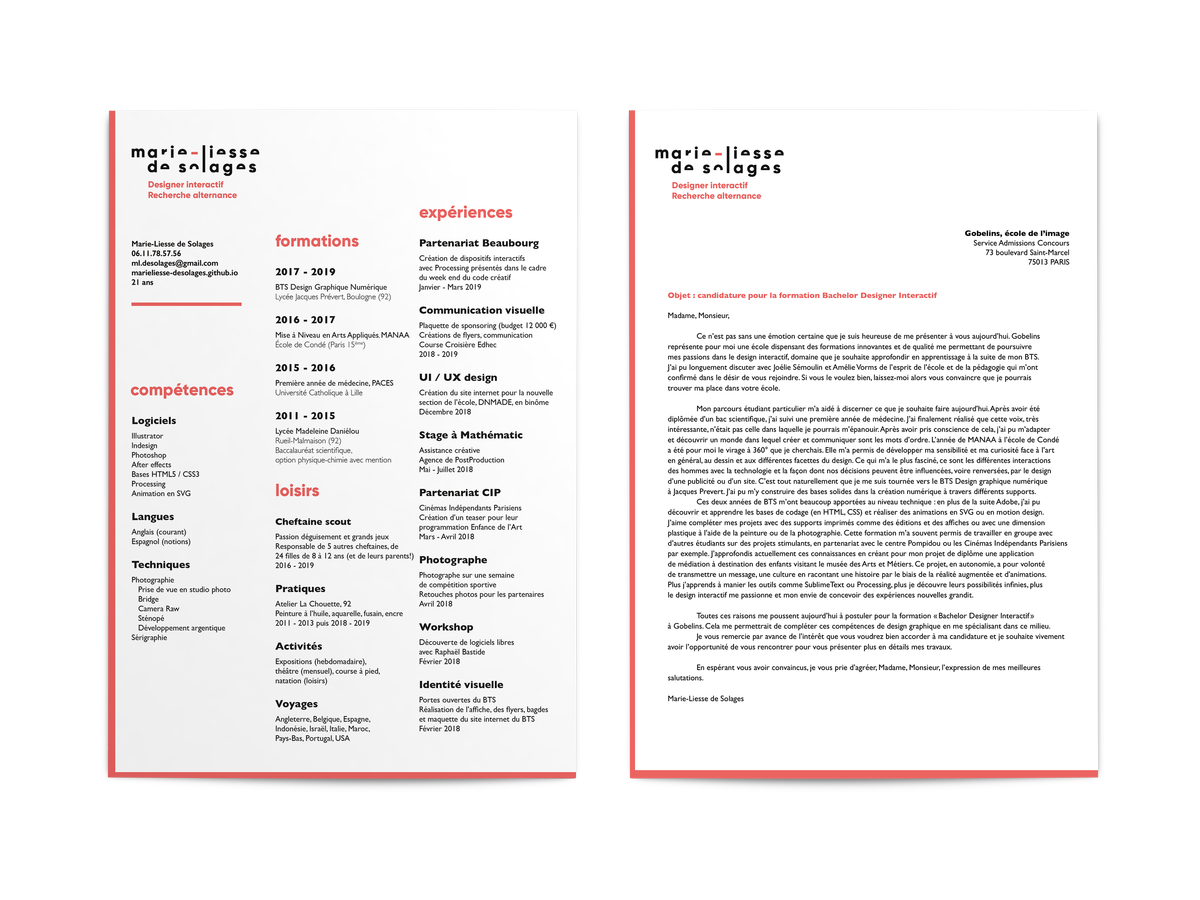 marie-liesse
de solages
Designer interactif
Recherche alternance
Marie-Liesse de Solages
06.11.78.57.56
ml.desolages@gmail.com
marieliesse-desolages.github.io
21 ans
compétences
Logiciels
Illustrator
Indesign
Photoshop
After effects
Bases HTML5 / CSS3
Processing
Animation en SVG
Langues
Anglais (courant)
Espagnol (notions)
Techniques
Photographie
Prise de vue en studio photo
Bridge
Camera Raw
Sténopé
Développement argentique
Sérigraphie
formations
2017 - 2019
BTS Design Graphique Numérique
Lycée Jacques Prévert, Boulogne (92)
2016 - 2017
Mise à Niveau en Arts Appliqués MANAA
École de Condé (Paris 15ème)
2015 - 2016
Première année de médecine, PACES
Université Catholique à Lille
2011 - 2015
Lycée Madeleine Daniélou
Rueil-Malmaison (92)
Baccalauréat scientifique,
option physique-chimie avec mention
loisirs
Cheftaine scout
Passion déguisement et grands jeux
Responsable de 5 autres cheftaines, de
24 filles de 8 à 12 ans (et de leurs parents!)
2016 - 2019
Pratiques
Atelier La Chouette, 92
Peinture à l'huile, aquarelle, fusain, encre
2011 - 2013 puis 2018 - 2019
Activités
Expositions (hebdomadaire),
théâtre (mensuel), course à pied,
natation (loisirs)
Voyages
Angleterre, Belgique, Espagne,
Indonésie, Israël, Italie, Maroc,
Pays-Bas, Portugal, USA
expériences
Partenariat Beaubourg
Création de dispositifs interactifs
avec Processing présentés dans le cadre
du week end du code créatif
Janvier - Mars 2019
Communication visuelle
Plaquette de sponsoring (budget 12 000 €)
Créations de flyers, communication
Course Croisière Edhec
2018 - 2019
UI / UX design
Création du site internet pour la nouvelle
section de l'école, DNMADE, en binôme
Décembre 2018
Stage à Mathématic
Assistance créative
Agence de PostProduction
Mai - Juillet 2018
Partenariat CIP
Cinémas Indépendants Parisiens
Création d'un teaser pour leur
programmation Enfance de l'Art
Mars - Avril 2018
Photographe
Photographe sur une semaine
de compétition sportive
Retouches photos pour les partenaires
Avril 2018
Workshop
Découverte de logiciels libres
avec Raphaël Bastide
Février 2018
Identité visuelle
Portes ouvertes du BTS
Réalisation de l'affiche, des flyers, bagdes
et maquette du site internet du BTS
Février 2018
marie-liesse
de solages
Designer interactif
Recherche alternance
Gobelins, école de l'image
Service Admissions Concours
73 boulevard Saint-Marcel
75013 PARIS
Objet : candidature pour la formation Bachelor Designer Interactif
Madame, Monsieur,
Ce n'est pas sans une émotion certaine que je suis heureuse de me présenter à vous aujourd'hui. Gobelins
représente pour moi une école dispensant des formations innovantes et de qualité me permettant de poursuivre
mes passions dans le design interactif, domaine que je souhaite approfondir en apprentissage à la suite de mon BTS.
J'ai pu longuement discuter avec Joélie Sémoulin et Amélie Vorms de l'esprit de l'école et de la pédagogie qui m'ont
confirmé dans le désir de vous rejoindre. Si vous le voulez bien, laissez-moi alors vous convaincre que je pourrais
trouver ma place dans votre école.
Mon parcours étudiant particulier m'a aidé à discerner ce que je souhaite faire aujourd'hui. Après avoir été
diplômée d'un bac scientifique, j'ai suivi une première année de médecine. J'ai finalement réalisé que cette voix, très
intéressante, n'était pas celle dans laquelle je pourrais m'épanouir. Après avoir pris conscience de cela, j'ai pu m'adapter
et découvrir un monde dans lequel créer et communiquer sont les mots d'ordre. L'année de MANAA à l'école de Condé
a été pour moi le virage à 360° que je cherchais. Elle m'a permis de développer ma sensibilité et ma curiosité face à l'art
en général, au dessin et aux différentes facettes du design. Ce qui m'a le plus fasciné, ce sont les différentes interactions
des hommes avec la technologie et la façon dont nos décisions peuvent être influencées, voire renversées, par le design
d'une publicité ou d'un site. C'est tout naturellement que je me suis tournée vers le BTS Design graphique numérique
à Jacques Prevert. J'ai pu m'y construire des bases solides dans la création numérique à travers différents supports.
Ces deux années de BTS m'ont beaucoup apportées au niveau technique : en plus de la suite Adobe, j'ai pu
découvrir et apprendre les bases de codage (en HTML, CSS) et réaliser des animations en SVG ou en motion design.
J'aime compléter mes projets avec des supports imprimés comme des éditions et des affiches ou avec une dimension
plastique à l'aide de la peinture ou de la photographie. Cette formation m'a souvent permis de travailler en groupe avec
d'autres étudiants sur des projets stimulants, en partenariat avec le centre Pompidou ou les Cinémas Indépendants Parisiens
par exemple. J'approfondis actuellement ces connaissances en créant pour mon projet de diplôme une application
de médiation à destination des enfants visitant le musée des Arts et Métiers. Ce projet, en autonomie, a pour volonté
de transmettre un message, une culture en racontant une histoire par le biais de la réalité augmentée et d'animations.
Plus j'apprends à manier les outils comme SublimeText ou Processing, plus je découvre leurs possibilités infinies, plus
le design interactif me passionne et mon envie de concevoir des expériences nouvelles grandit.
Toutes ces raisons me poussent aujourd'hui à postuler pour la formation « Bachelor Designer Interactif »
à Gobelins. Cela me permettrait de compléter ces compétences de design graphique en me spécialisant dans ce milieu.
Je vous remercie par avance de l'intérêt que vous voudrez bien accorder à ma candidature et je souhaite vivement
avoir l'opportunité de vous rencontrer pour vous présenter plus en détails mes travaux.
En espérant vous avoir convaincus, je vous prie d'agréer, Madame, Monsieur, l'expression de mes meilleures
salutations.
Marie-Liesse de Solages